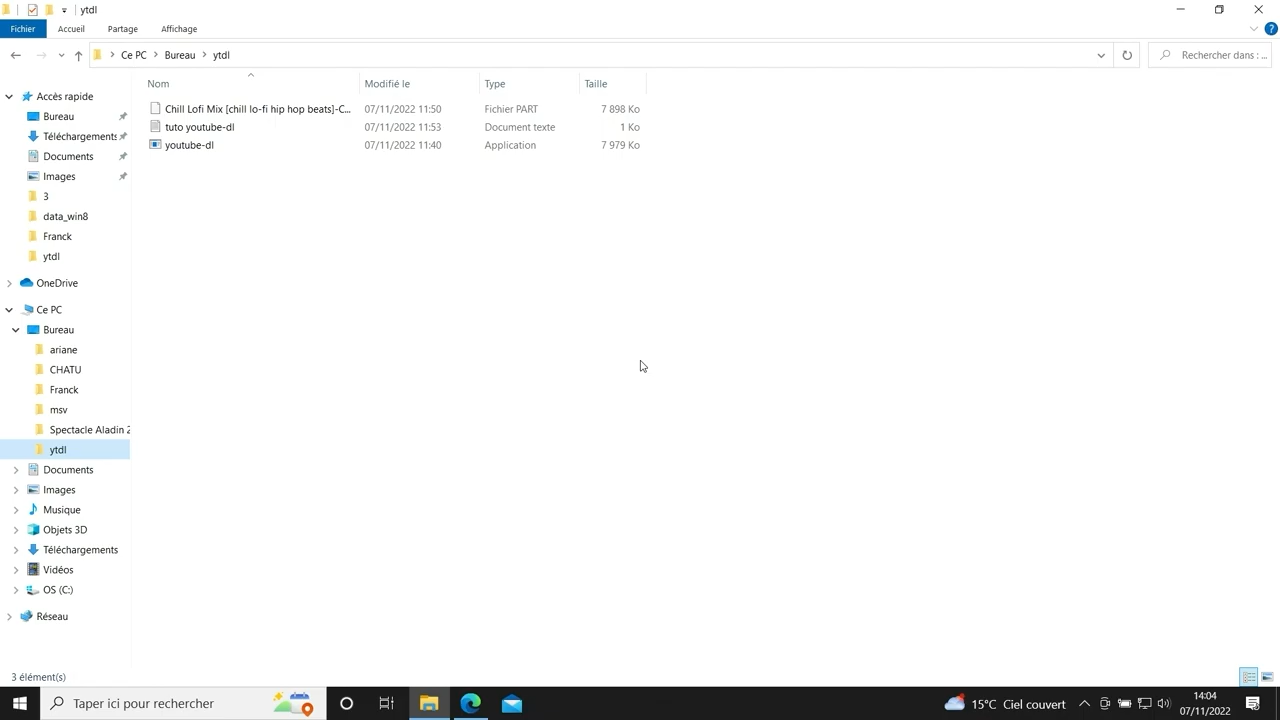 ytdl
Fichier Accueil Partage Affichage
Ce PC Bureau ytdl Rechercher dans : ...
Nom Modifié le Type Taille
Chill Lofi Mix [chill lo-fi hip hop beats]-C... 07/11/2022 11:50 Fichier PART 7 898 Ko
tuto youtube-dl 07/11/2022 11:53 Document texte 1 Ko
youtube-dl 07/11/2022 11:40 Application 7 979 Ko
Accès rapide
Bureau
Téléchargements
Documents
Images
3
data_win8
Franck
ytdl
OneDrive
Ce PC
Bureau
ariane
CHATU
Franck
msv
Spectacle Aladin 2
ytdl
Documents
Images
Musique
Objets 3D
Téléchargements
Vidéos
OS (C:)
Réseau
3 élément(s)
Taper ici pour rechercher
15°C Ciel couvert
14:04
07/11/2022